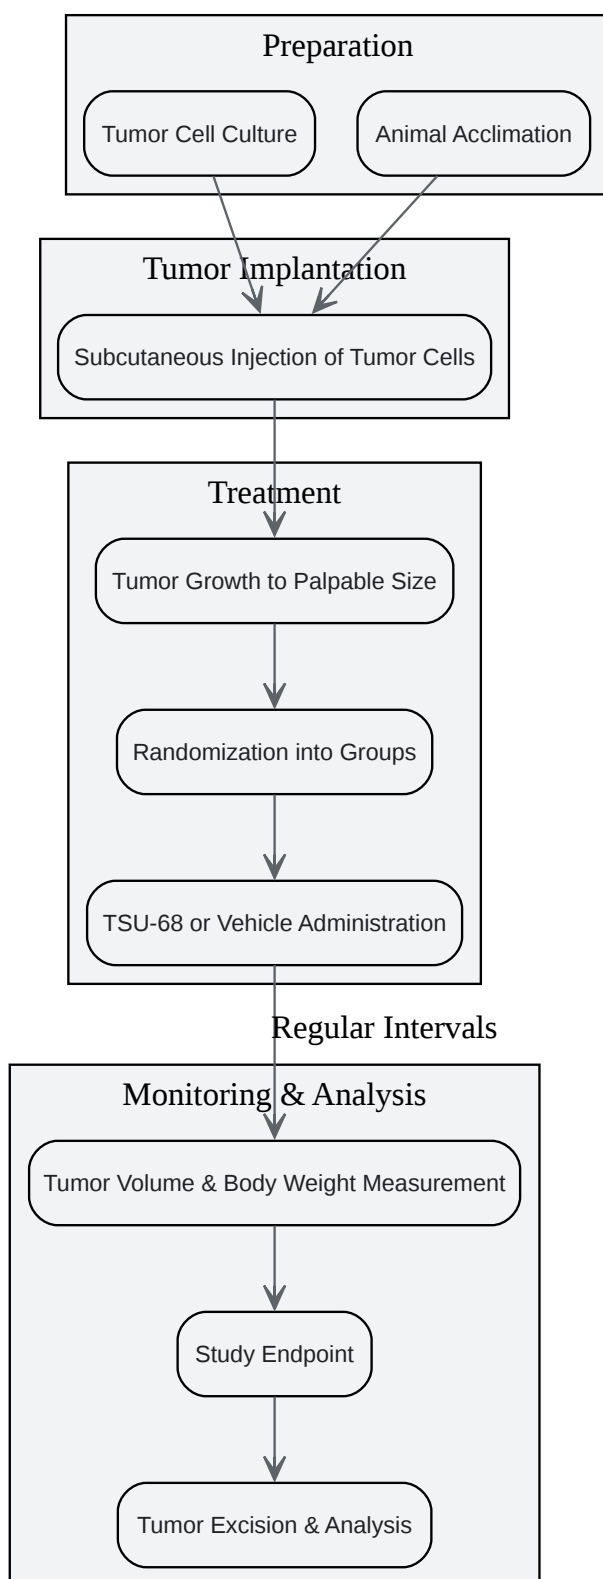 Preparation
Tumor Cell Culture
Animal Acclimation
Tumor Implantation
Subcutaneous Injection of Tumor Cells
Treatment
Tumor Growth to Palpable Size
Randomization into Groups
TSU-68 or Vehicle Administration
Regular Intervals
Monitoring & Analysis
Tumor Volume & Body Weight Measurement
Study Endpoint
Tumor Excision & Analysis